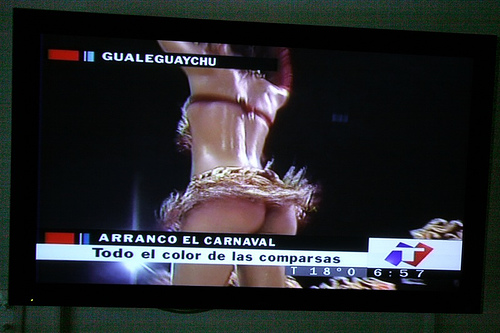 GUALEGUAYCHU
ARRANCO EL CARNAVAL
Todo el color de las comparsas
T 18°0 6:57